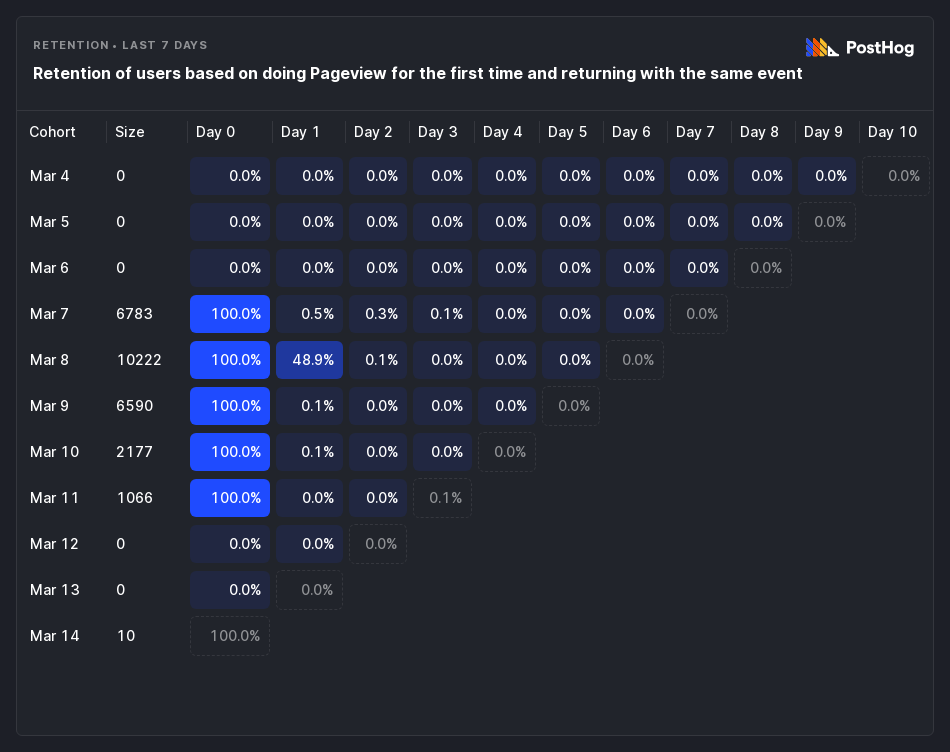 RETENTION • LAST 7 DAYS
PostHog
Retention of users based on doing Pageview for the first time and returning with the same event
Cohort Size Day 0 Day 1 Day 2 Day 3 Day 4 Day 5 Day 6 Day 7 Day 8 Day 9 Day 10
Mar 4 0 0.0% 0.0% 0.0% 0.0% 0.0% 0.0% 0.0% 0.0% 0.0% 0.0% 0.0%
Mar 5 0 0.0% 0.0% 0.0% 0.0% 0.0% 0.0% 0.0% 0.0% 0.0% 0.0%
Mar 6 0 0.0% 0.0% 0.0% 0.0% 0.0% 0.0% 0.0% 0.0% 0.0%
Mar 7 6783 100.0% 0.5% 0.3% 0.1% 0.0% 0.0% 0.0% 0.0%
Mar 8 10222 100.0% 48.9% 0.1% 0.0% 0.0% 0.0% 0.0%
Mar 9 6590 100.0% 0.1% 0.0% 0.0% 0.0% 0.0%
Mar 10 2177 100.0% 0.1% 0.0% 0.0% 0.0%
Mar 11 1066 100.0% 0.0% 0.0% 0.1%
Mar 12 0 0.0% 0.0% 0.0%
Mar 13 0 0.0% 0.0%
Mar 14 10 100.0%